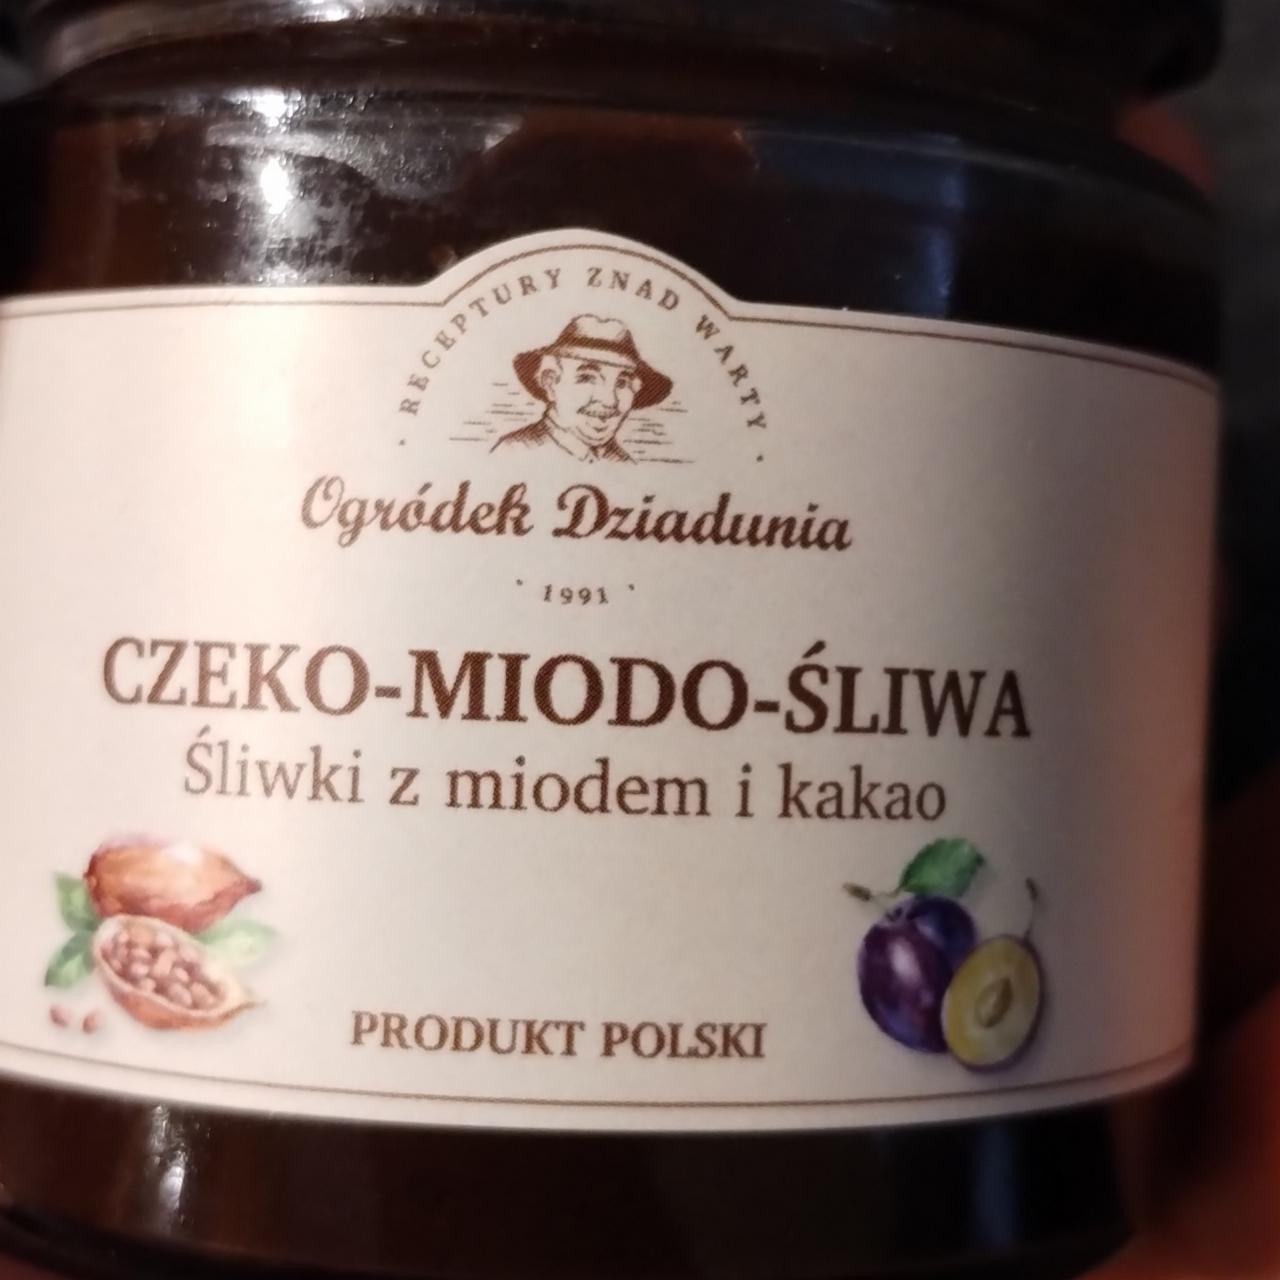 · RECEPTURY ZNAD WARTY ·
Ogródek Dziadunia
· 1991 ·
CZEKO-MIODO-ŚLIWA
Śliwki z miodem i kakao
PRODUKT POLSKI